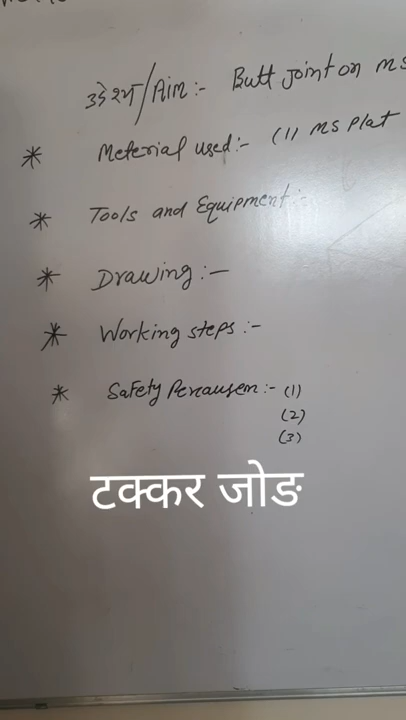 उद्देश्य/Aim:- Butt joint on MS
* Meterial used:- (1) MS Plat
* Tools and Equipment:-
* Drawing:-
* Working steps:-
* Safety :- (1)
(2)
(3)
टक्कर जोङ